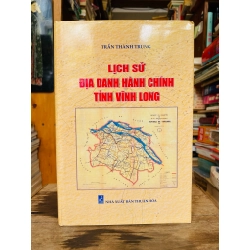 TRẦN THÀNH TRUNG
LỊCH SỬ
ĐỊA DANH HÀNH CHÍNH
TỈNH VĨNH LONG
NHÀ XUẤT BẢN THUẬN HÓA